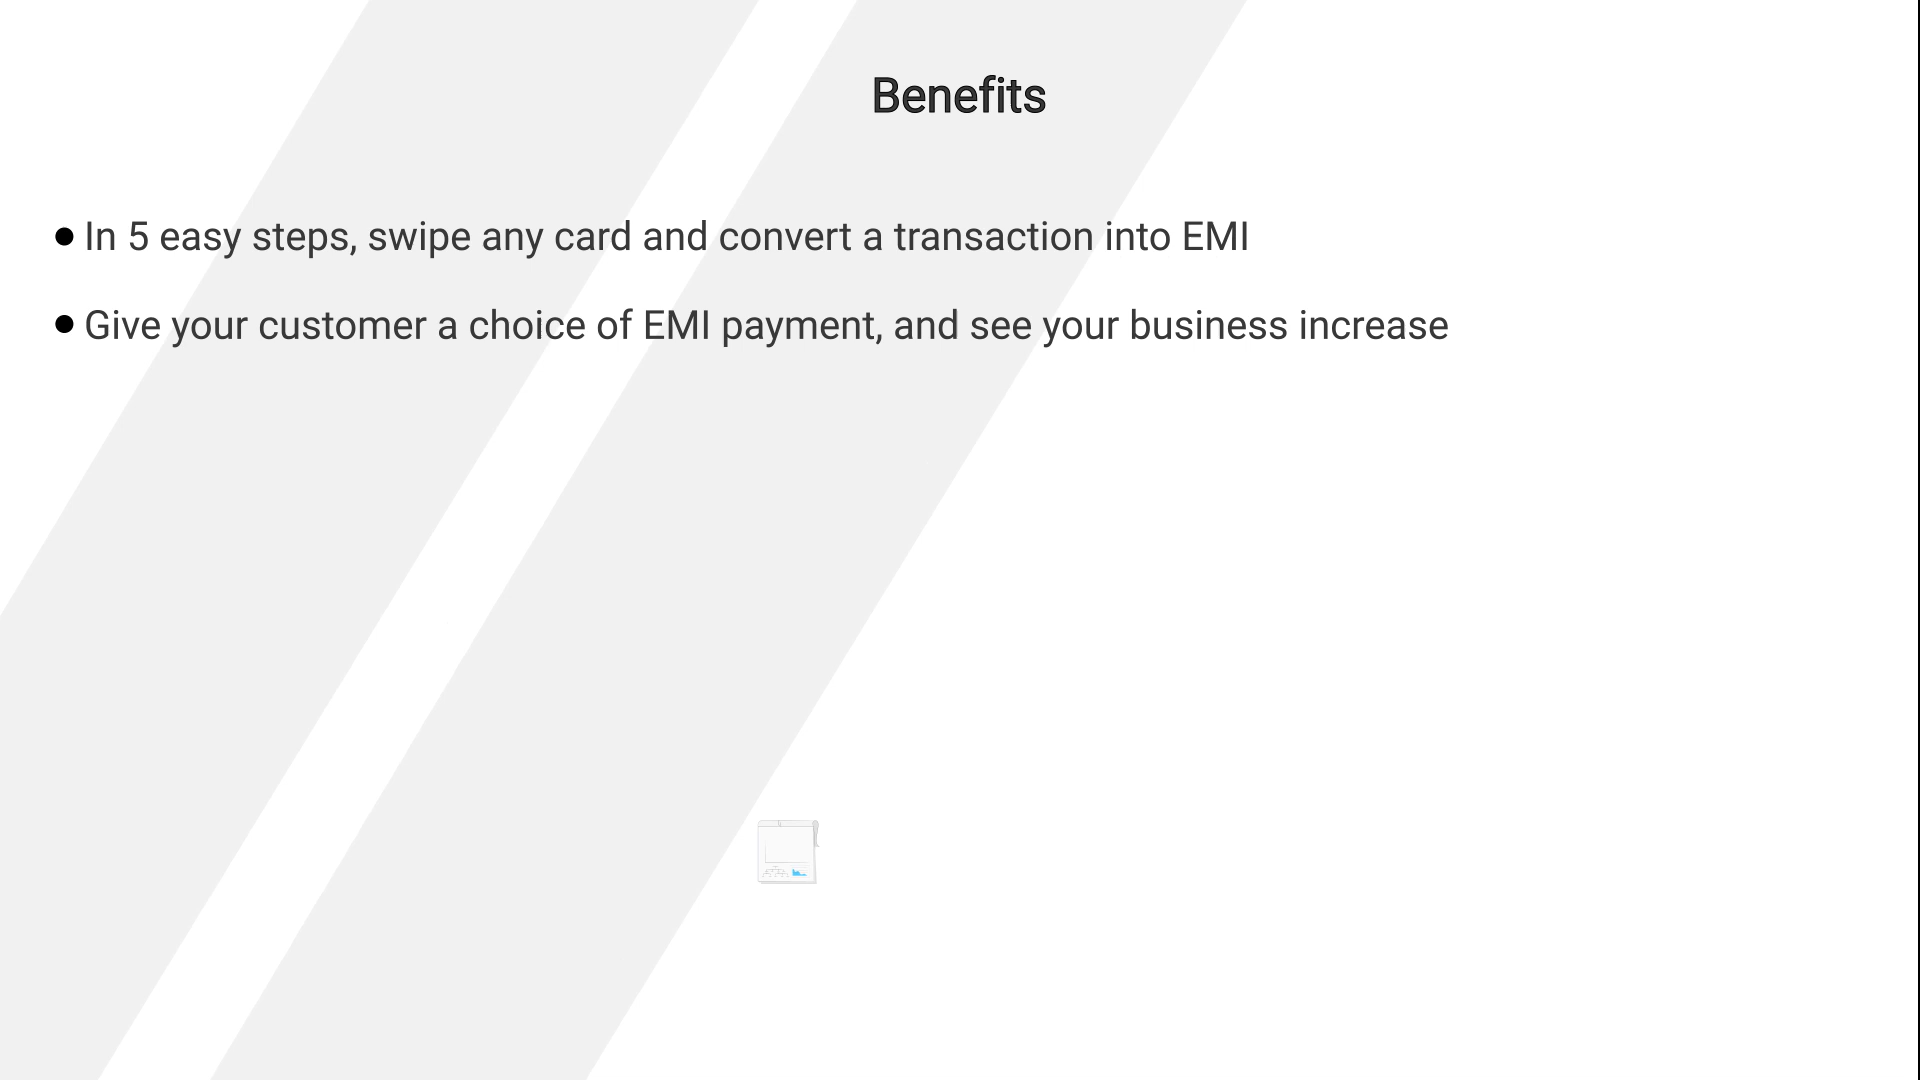 Benefits
● In 5 easy steps, swipe any card and convert a transaction into EMI
● Give your customer a choice of EMI payment, and see your business increase